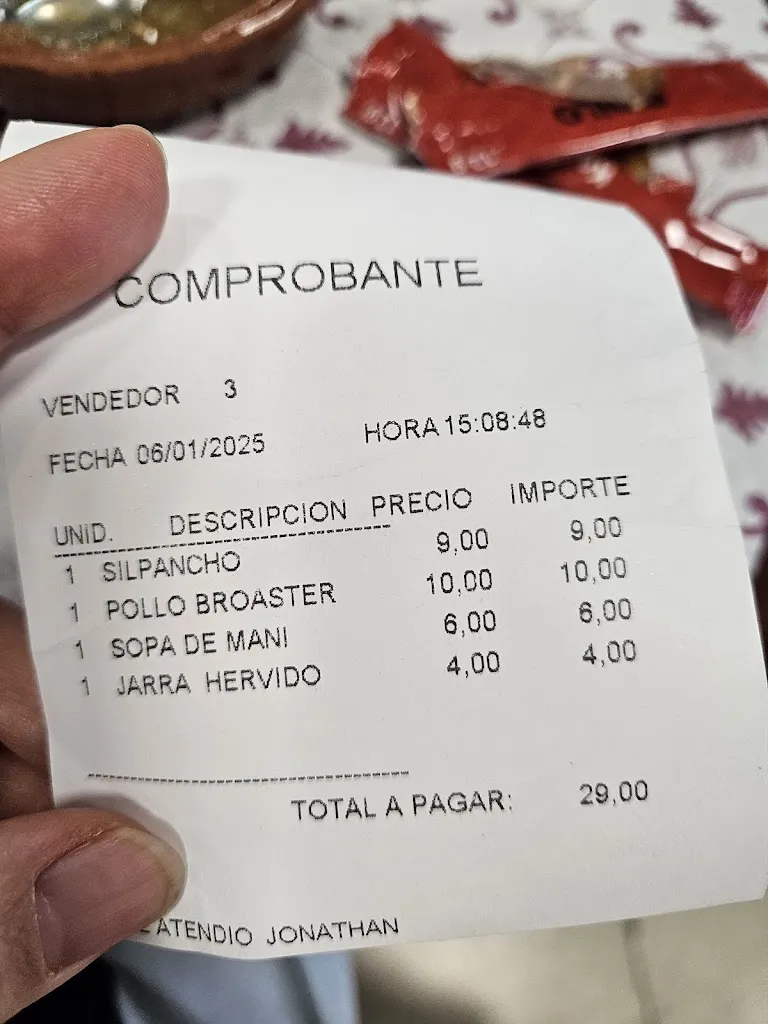 COMPROBANTE
VENDEDOR 3
FECHA 06/01/2025 HORA 15:08:48
UNID. DESCRIPCION PRECIO IMPORTE
1 SILPANCHO 9,00 9,00
1 POLLO BROASTER 10,00 10,00
1 SOPA DE MANI 6,00 6,00
1 JARRA HERVIDO 4,00 4,00
TOTAL A PAGAR: 29,00
ATENDIO JONATHAN